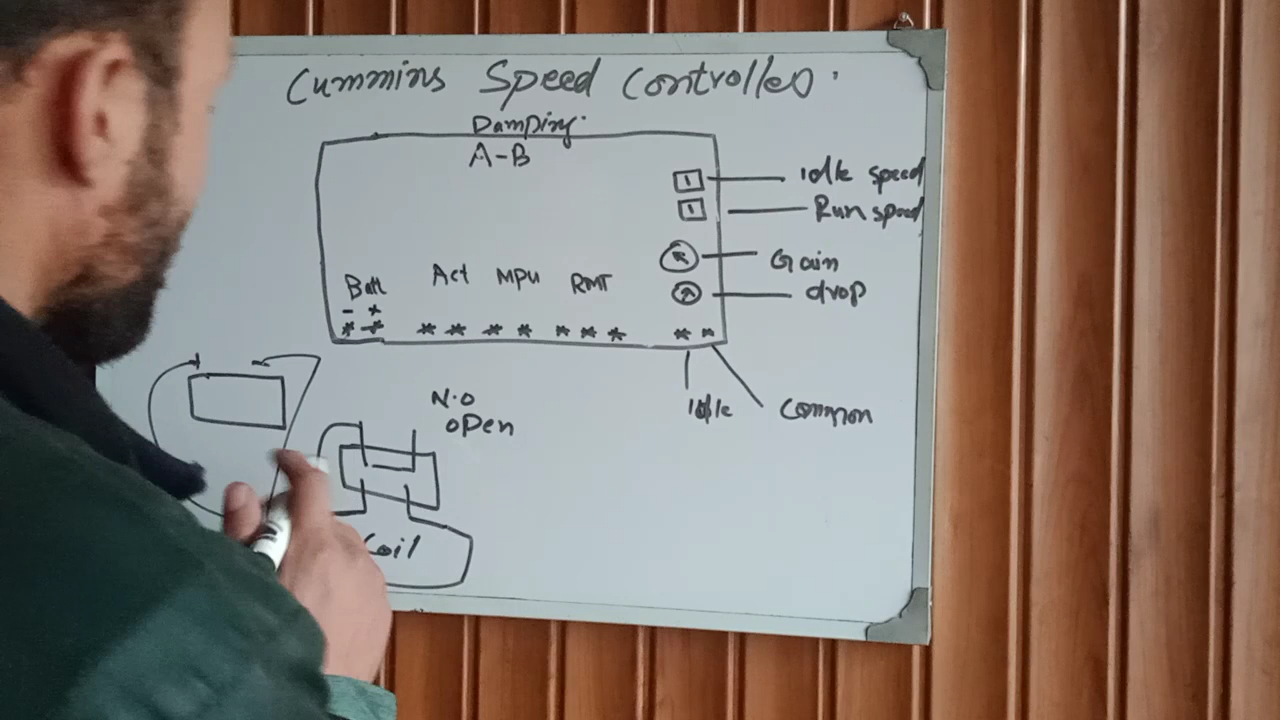 Cummins Speed Controller.
Damping.
A-B
Idle speed
Run speed
Gain
drop
Batt Act MPU RMT
- +
* * * * * * * * * * *
Idle Common
N.O
open
Coil